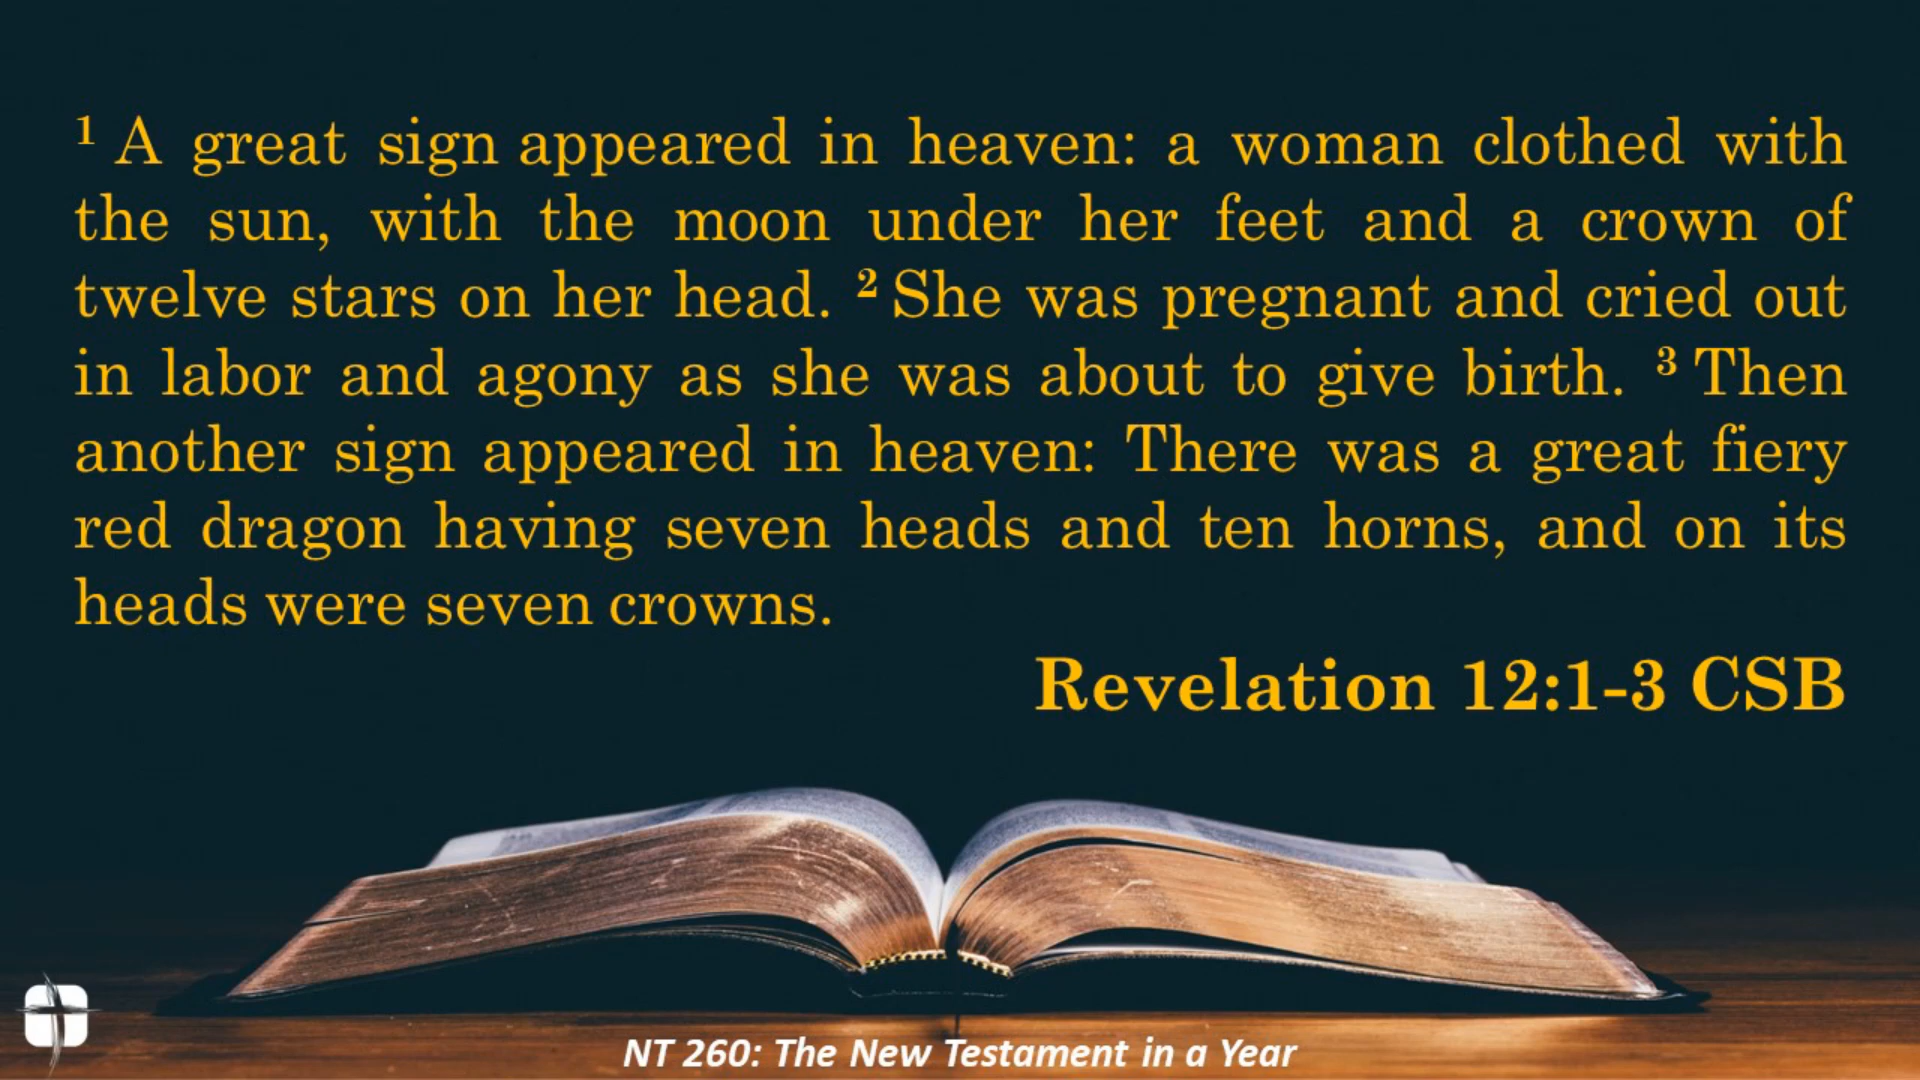 1 A great sign appeared in heaven: a woman clothed with
the sun, with the moon under her feet and a crown of
twelve stars on her head. 2 She was pregnant and cried out
in labor and agony as she was about to give birth. 3 Then
another sign appeared in heaven: There was a great fiery
red dragon having seven heads and ten horns, and on its
heads were seven crowns.
Revelation 12:1-3 CSB
NT 260: The New Testament in a Year